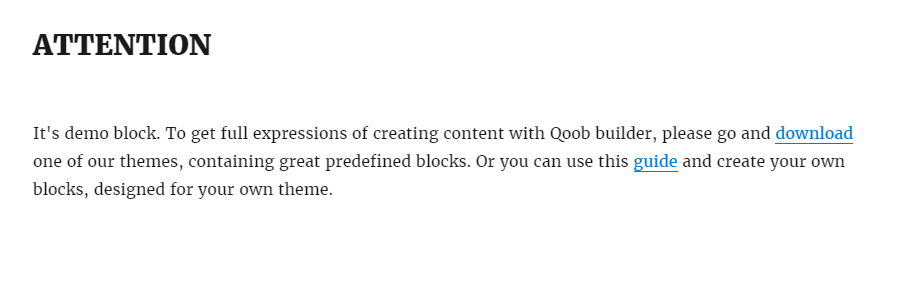 ATTENTION
It's demo block. To get full expressions of creating content with Qoob builder, please go and download
one of our themes, containing great predefined blocks. Or you can use this guide and create your own
blocks, designed for your own theme.